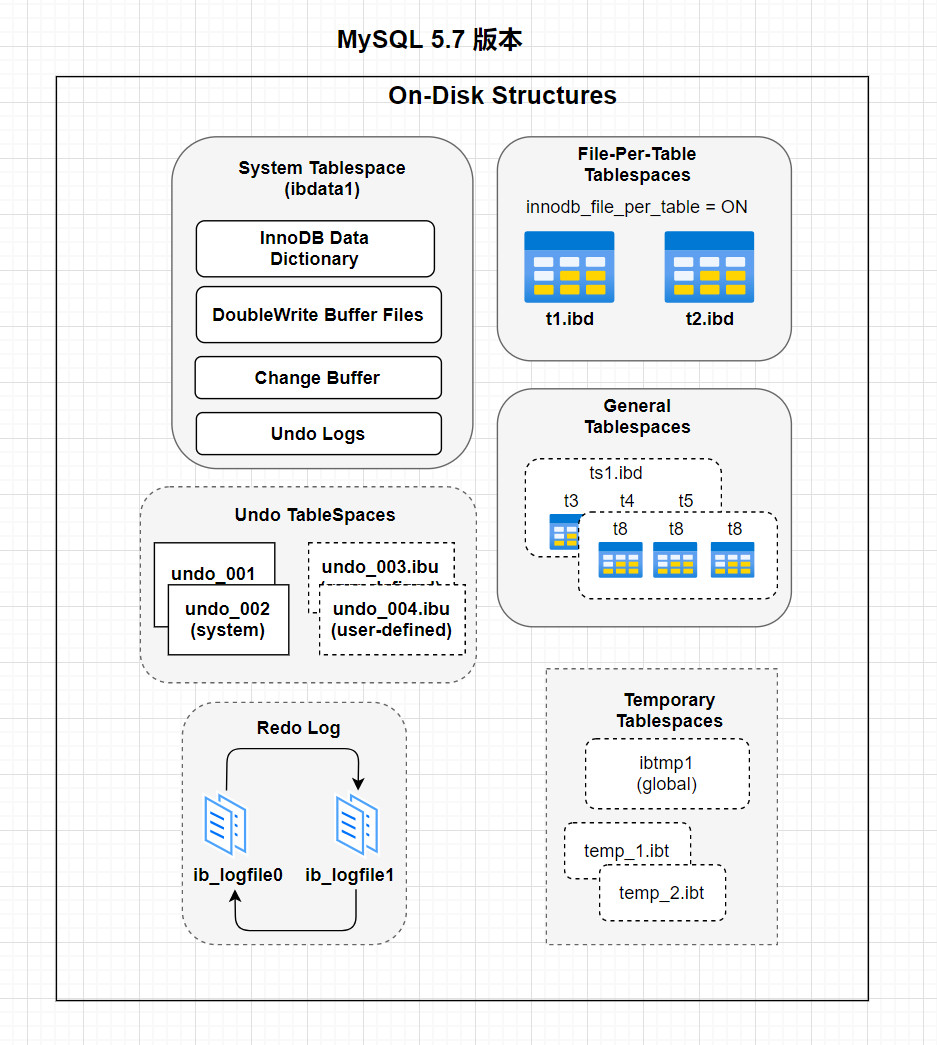 MySQL 5.7 版本
On-Disk Structures
System Tablespace
(ibdata1)
InnoDB Data
Dictionary
DoubleWrite Buffer Files
Change Buffer
Undo Logs
File-Per-Table
Tablespaces
innodb_file_per_table = ON
t1.ibd
t2.ibd
General
Tablespaces
ts1.ibd
t3 t4 t5
t8 t8 t8
Undo TableSpaces
undo_001
undo_002
(system)
undo_003.ibu
undo_004.ibu
(user-defined)
Redo Log
ib_logfile0
ib_logfile1
Temporary
Tablespaces
ibtmp1
(global)
temp_1.ibt
temp_2.ibt